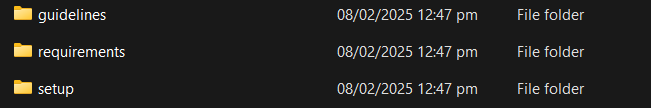 guidelines 08/02/2025 12:47 pm File folder
requirements 08/02/2025 12:47 pm File folder
setup 08/02/2025 12:47 pm File folder